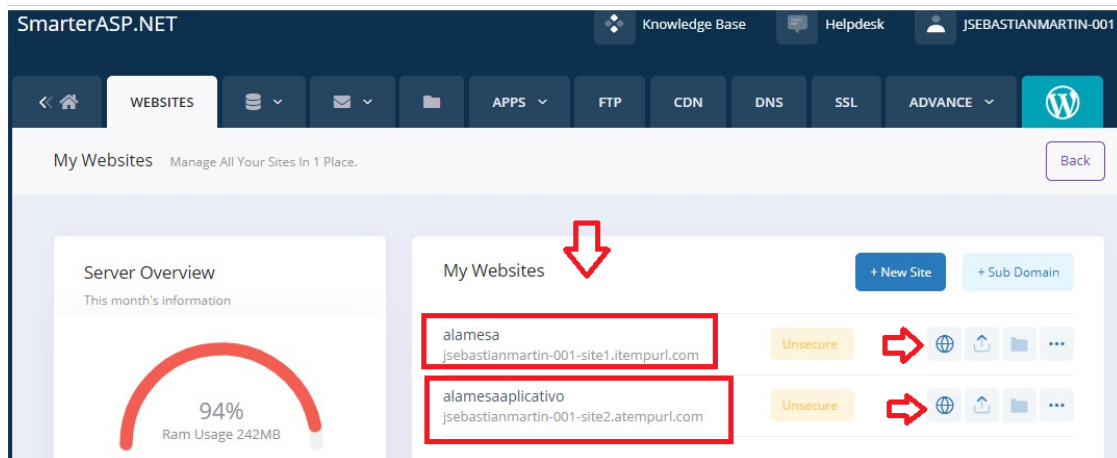 SmarterASP.NET
Knowledge Base
Helpdesk
JSEBASTIANMARTIN-001
WEBSITES
APPS
FTP
CDN
DNS
SSL
ADVANCE
My Websites
Manage All Your Sites In 1 Place.
Back
Server Overview
This month's information
94%
Ram Usage 242MB
My Websites
+ New Site
+ Sub Domain
alamesa
jsebastianmartin-001-site1.itempurl.com
Unsecure
alamesaaplicativo
jsebastianmartin-001-site2.atempurl.com
Unsecure